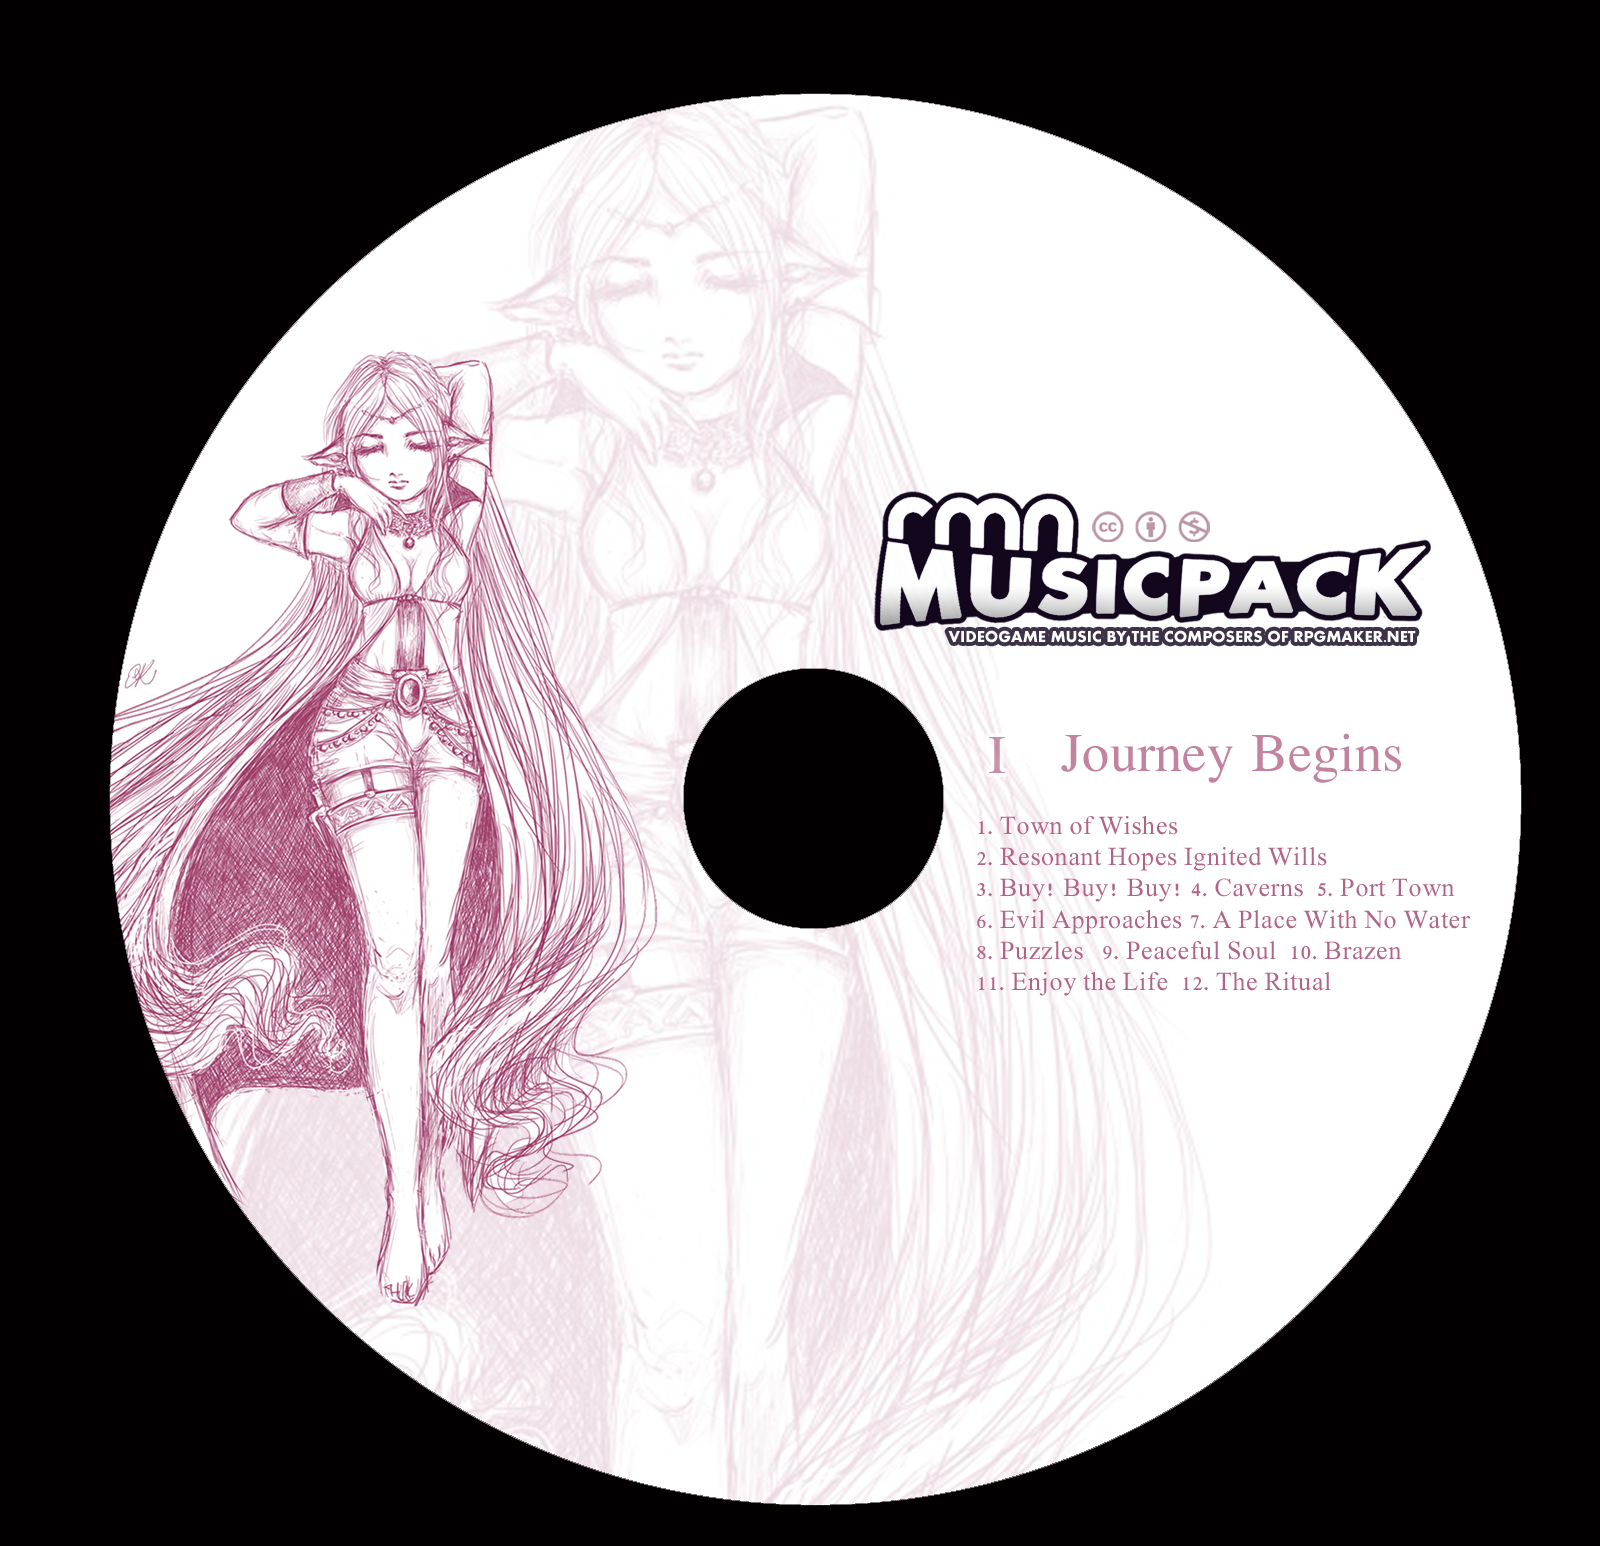 rmn
MUSICPACK
VIDEOGAME MUSIC BY THE COMPOSERS OF RPGMAKER.NET
I Journey Begins
1. Town of Wishes
2. Resonant Hopes Ignited Wills
3. Buy! Buy! Buy! 4. Caverns 5. Port Town
6. Evil Approaches 7. A Place With No Water
8. Puzzles 9. Peaceful Soul 10. Brazen
11. Enjoy the Life 12. The Ritual